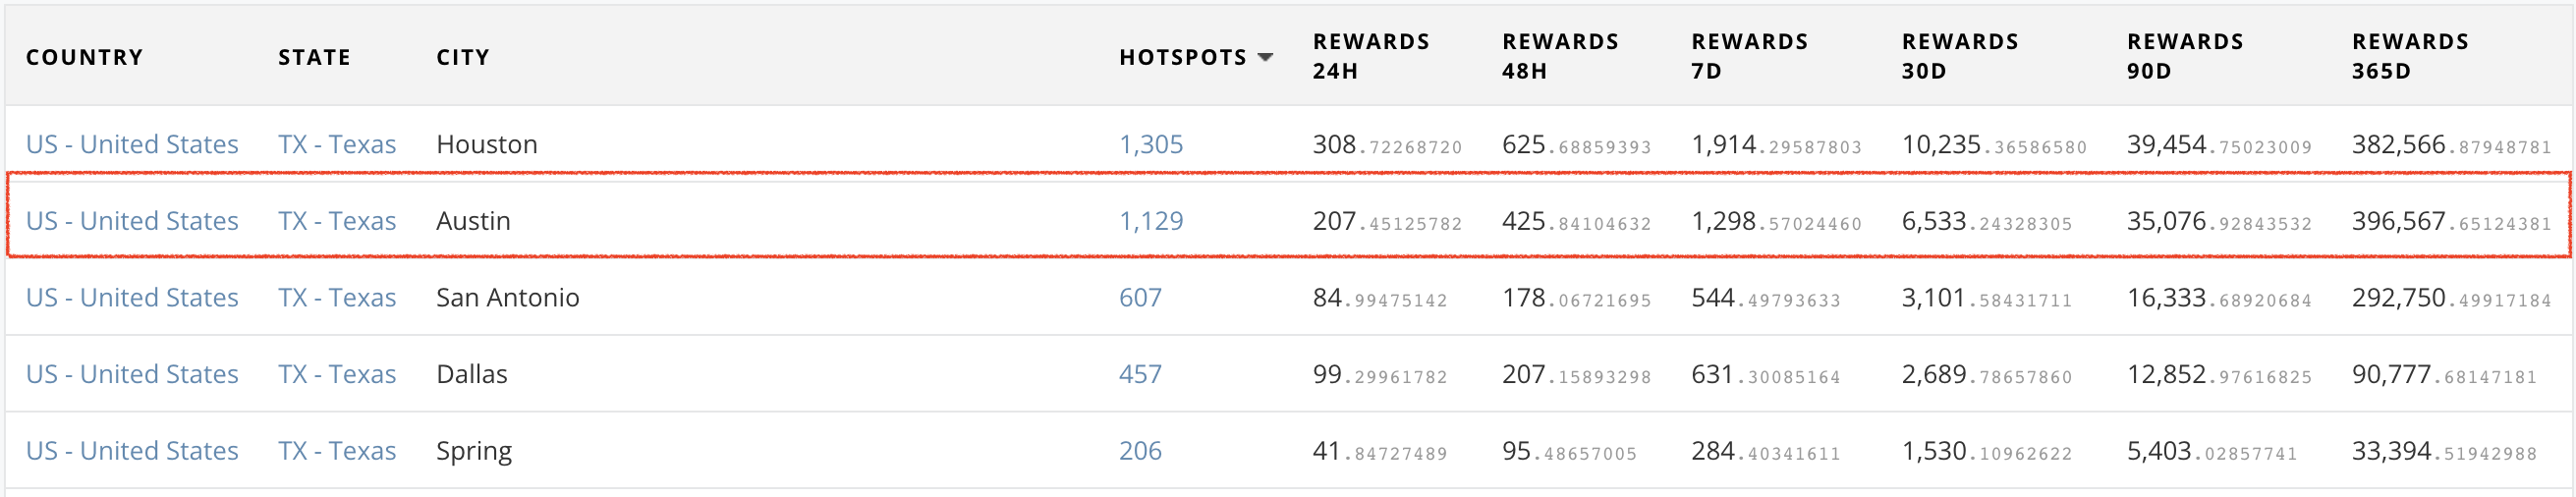 COUNTRY STATE CITY HOTSPOTS REWARDS 24H REWARDS 48H REWARDS 7D REWARDS 30D REWARDS 90D REWARDS 365D
US - United States TX - Texas Houston 1,305 308.72268720 625.68859393 1,914.29587803 10,235.36586580 39,454.75023009 382,566.87948781
US - United States TX - Texas Austin 1,129 207.45125782 425.84104632 1,298.57024460 6,533.24328305 35,076.92843532 396,567.65124381
US - United States TX - Texas San Antonio 607 84.99475142 178.06721695 544.49793633 3,101.58431711 16,333.68920684 292,750.49917184
US - United States TX - Texas Dallas 457 99.29961782 207.15893298 631.30085164 2,689.78657860 12,852.97616825 90,777.68147181
US - United States TX - Texas Spring 206 41.84727489 95.48657005 284.40341611 1,530.10962622 5,403.02857741 33,394.51942988